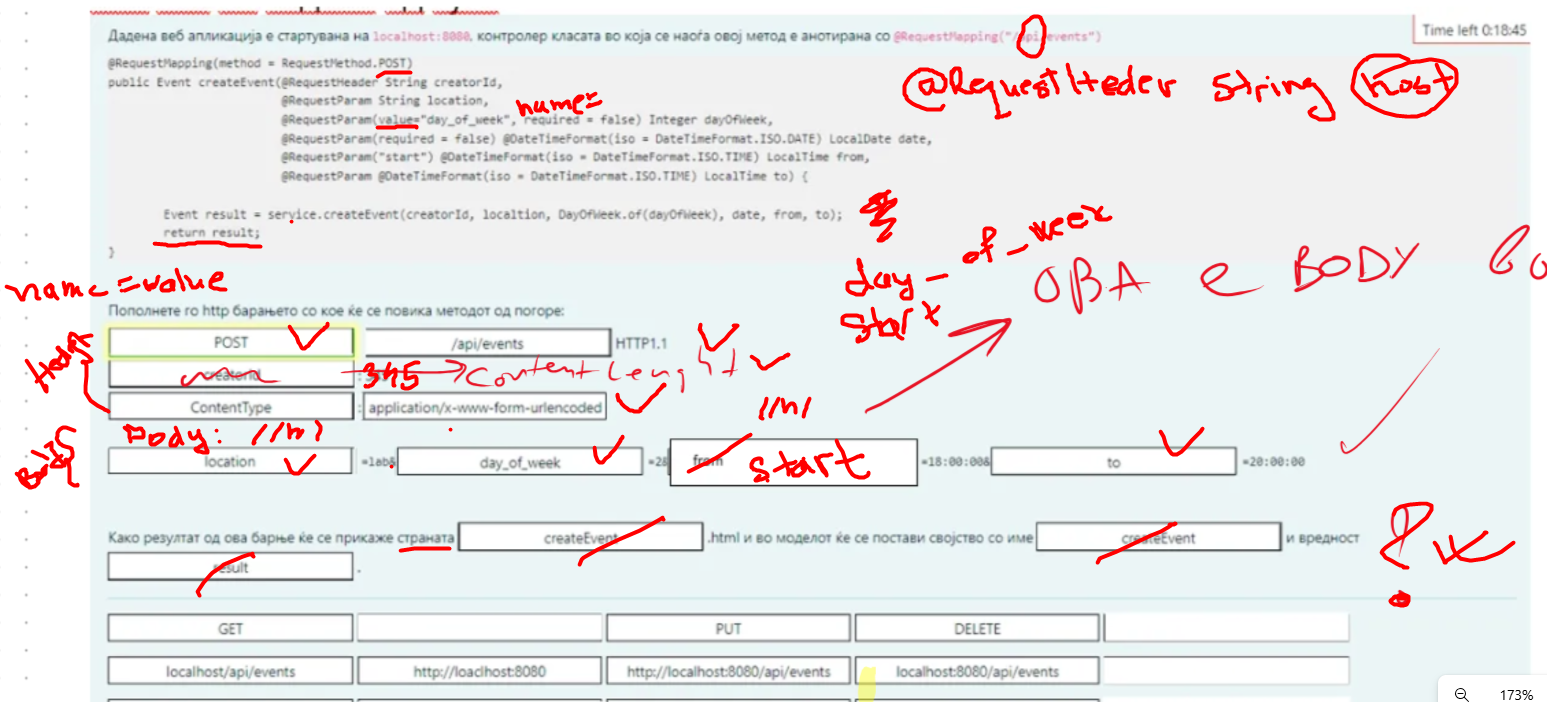 Дадена веб апликација е стартувана на localhost:8080, контролер класата во која се наоѓа овој метод е анотирана со @RequestMapping("/api/events")
Time left 0:18:45
@RequestMapping(method = RequestMethod.POST)
public Event createEvent(@RequestHeader String creatorId,
@RequestHeder String host
@RequestParam String location,
name=
@RequestParam(value="day_of_week", required = false) Integer dayOfWeek,
@RequestParam(required = false) @DateTimeFormat(iso = DateTimeFormat.ISO.DATE) LocalDate date,
@RequestParam("start") @DateTimeFormat(iso = DateTimeFormat.ISO.TIME) LocalTime from,
@RequestParam @DateTimeFormat(iso = DateTimeFormat.ISO.TIME) LocalTime to) {
Event result = service.createEvent(creatorId, localtion, DayOfWeek.of(dayOfWeek), date, from, to);
return result;
}
day_of_week
start
ОВА е BODY во
name=value
Пополнете го http барањето со кое ќе се повика методот од погоре:
POST /api/events HTTP1.1
Heder
creatorId : 345 Content Lenght
ContentType : application/x-www-form-urlencoded
Body: //n/ //n/
Body
location =lab& day_of_week =2& from start =18:00:00& to =20:00:00
Како резултат од ова барње ќе се прикаже страната createEvent .html и во моделот ќе се постави својство со име createEvent и вредност
result .
GET PUT DELETE
localhost/api/events http://loaclhost:8080 http://localhost:8080/api/events localhost:8080/api/events
173%